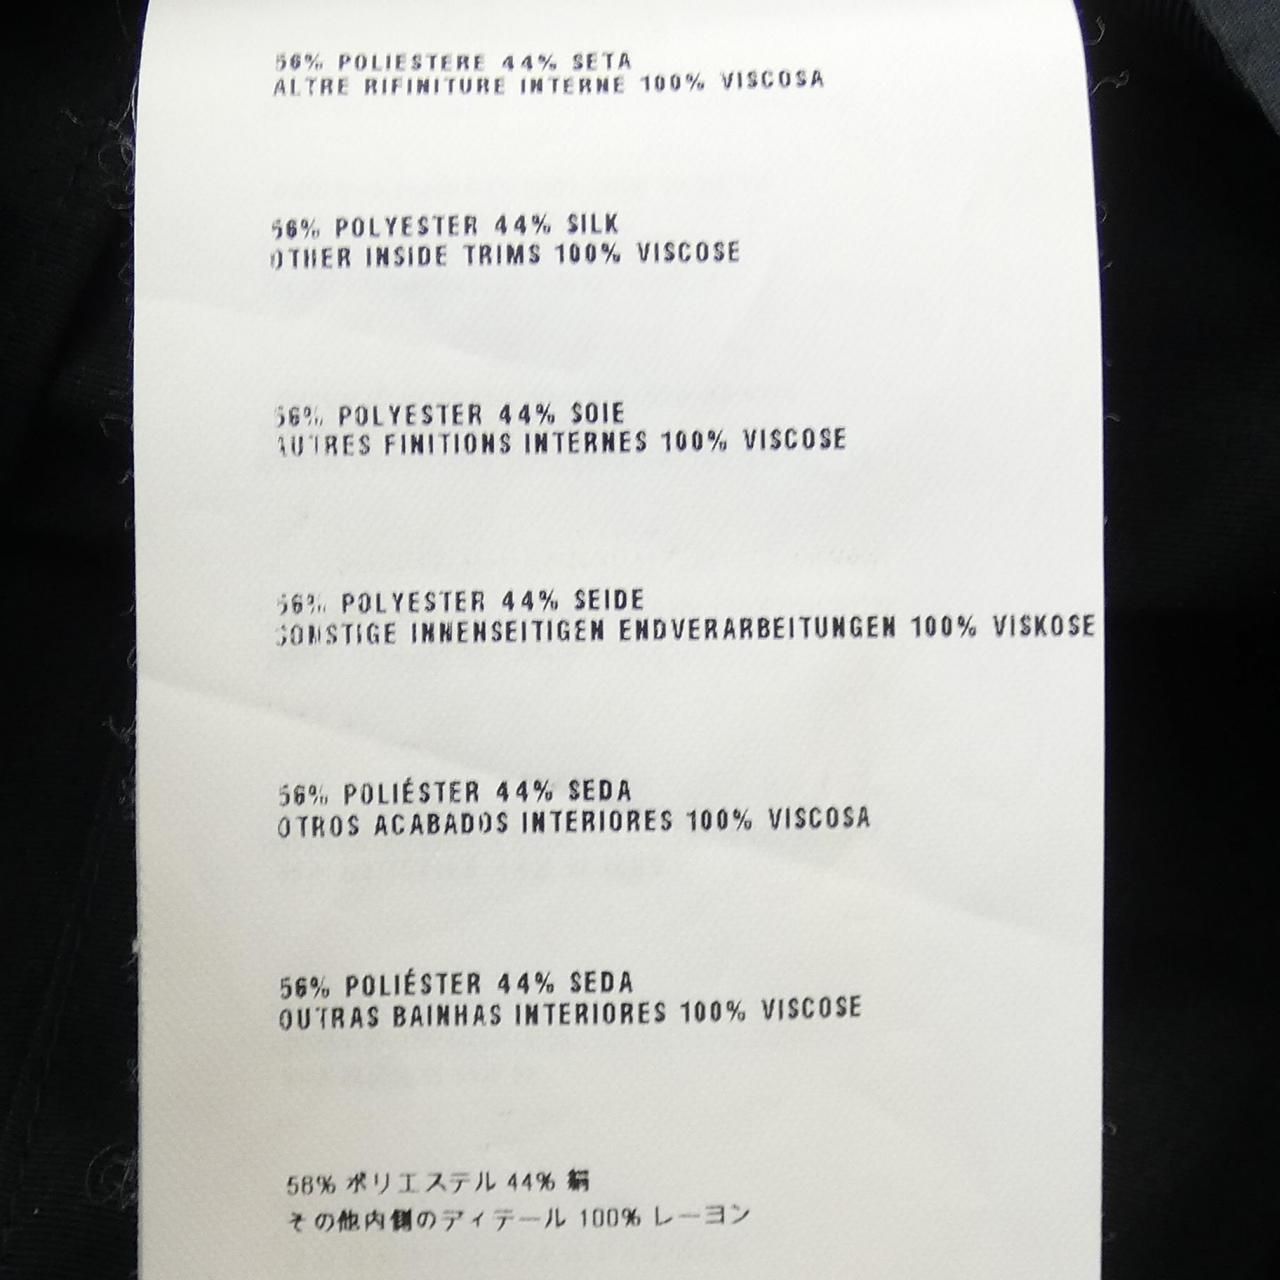 56% POLIESTERE 44% SETA
ALTRE RIFINITURE INTERNE 100% VISCOSA
56% POLYESTER 44% SILK
OTHER INSIDE TRIMS 100% VISCOSE
56% POLYESTER 44% SOIE
AUTRES FINITIONS INTERNES 100% VISCOSE
56% POLYESTER 44% SEIDE
SONSTIGE INNENSEITIGEN ENDVERARBEITUNGEN 100% VISKOSE
56% POLIÉSTER 44% SEDA
OTROS ACABADOS INTERIORES 100% VISCOSA
56% POLIÉSTER 44% SEDA
OUTRAS BAINHAS INTERIORES 100% VISCOSE
56% ポリエステル 44% 絹
その他内側のディテール 100% レーヨン